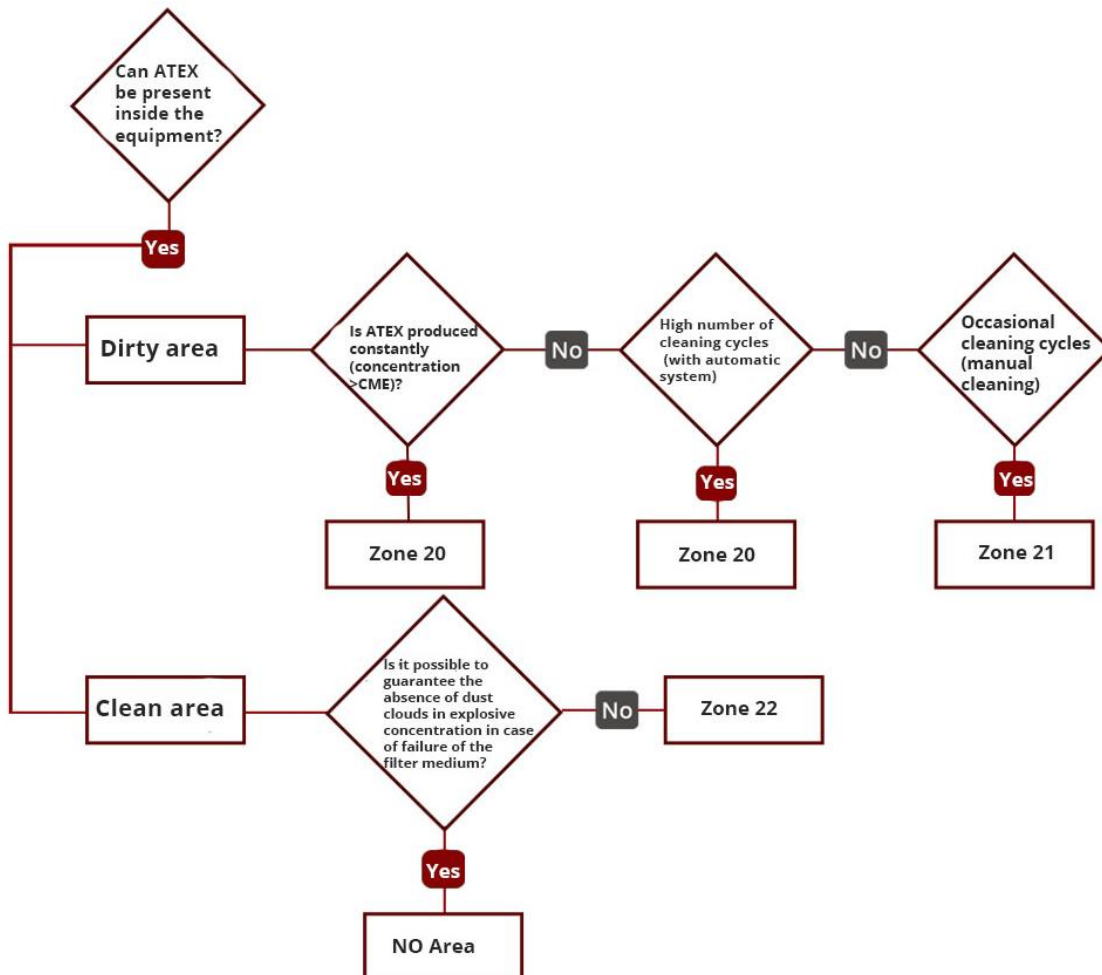 Can ATEX
be present
inside the
equipment?
Yes
Dirty area
Is ATEX produced
constantly
(concentration
>CME)?
No
High number of
cleaning cycles
(with automatic
system)
No
Occasional
cleaning cycles
(manual
cleaning)
Yes
Yes
Yes
Zone 20
Zone 20
Zone 21
Clean area
Is it possible to
guarantee the
absence of dust
clouds in explosive
concentration in case
of failure of the
filter medium?
No
Zone 22
Yes
NO Area